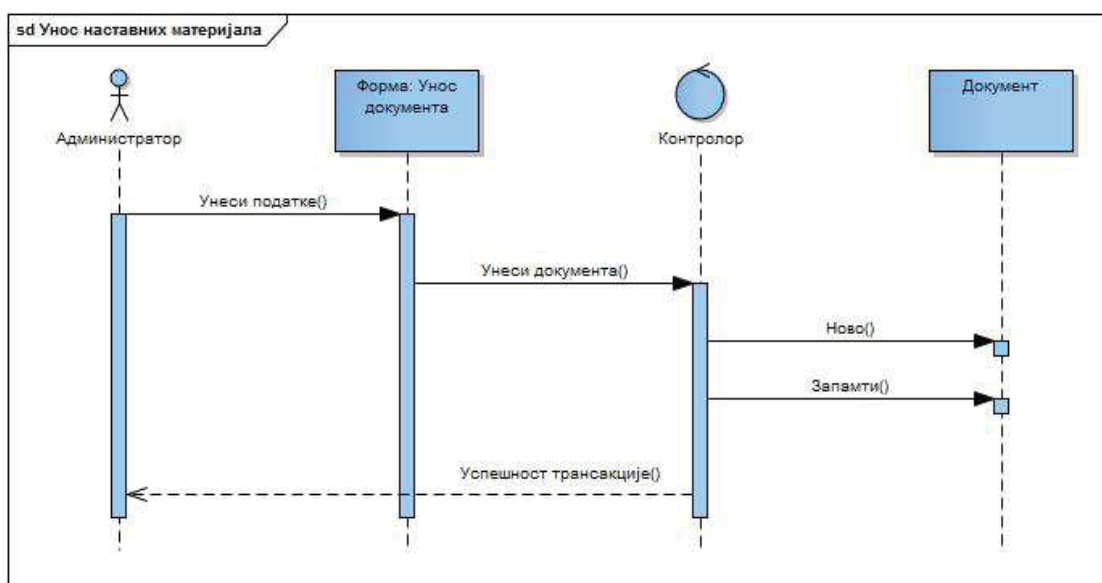 sd Унос наставних материјала
Администратор
Форма: Унос
документа
Контролор
Документ
Унеси податке()
Унеси документа()
Ново()
Запамти()
Успешност трансакције()